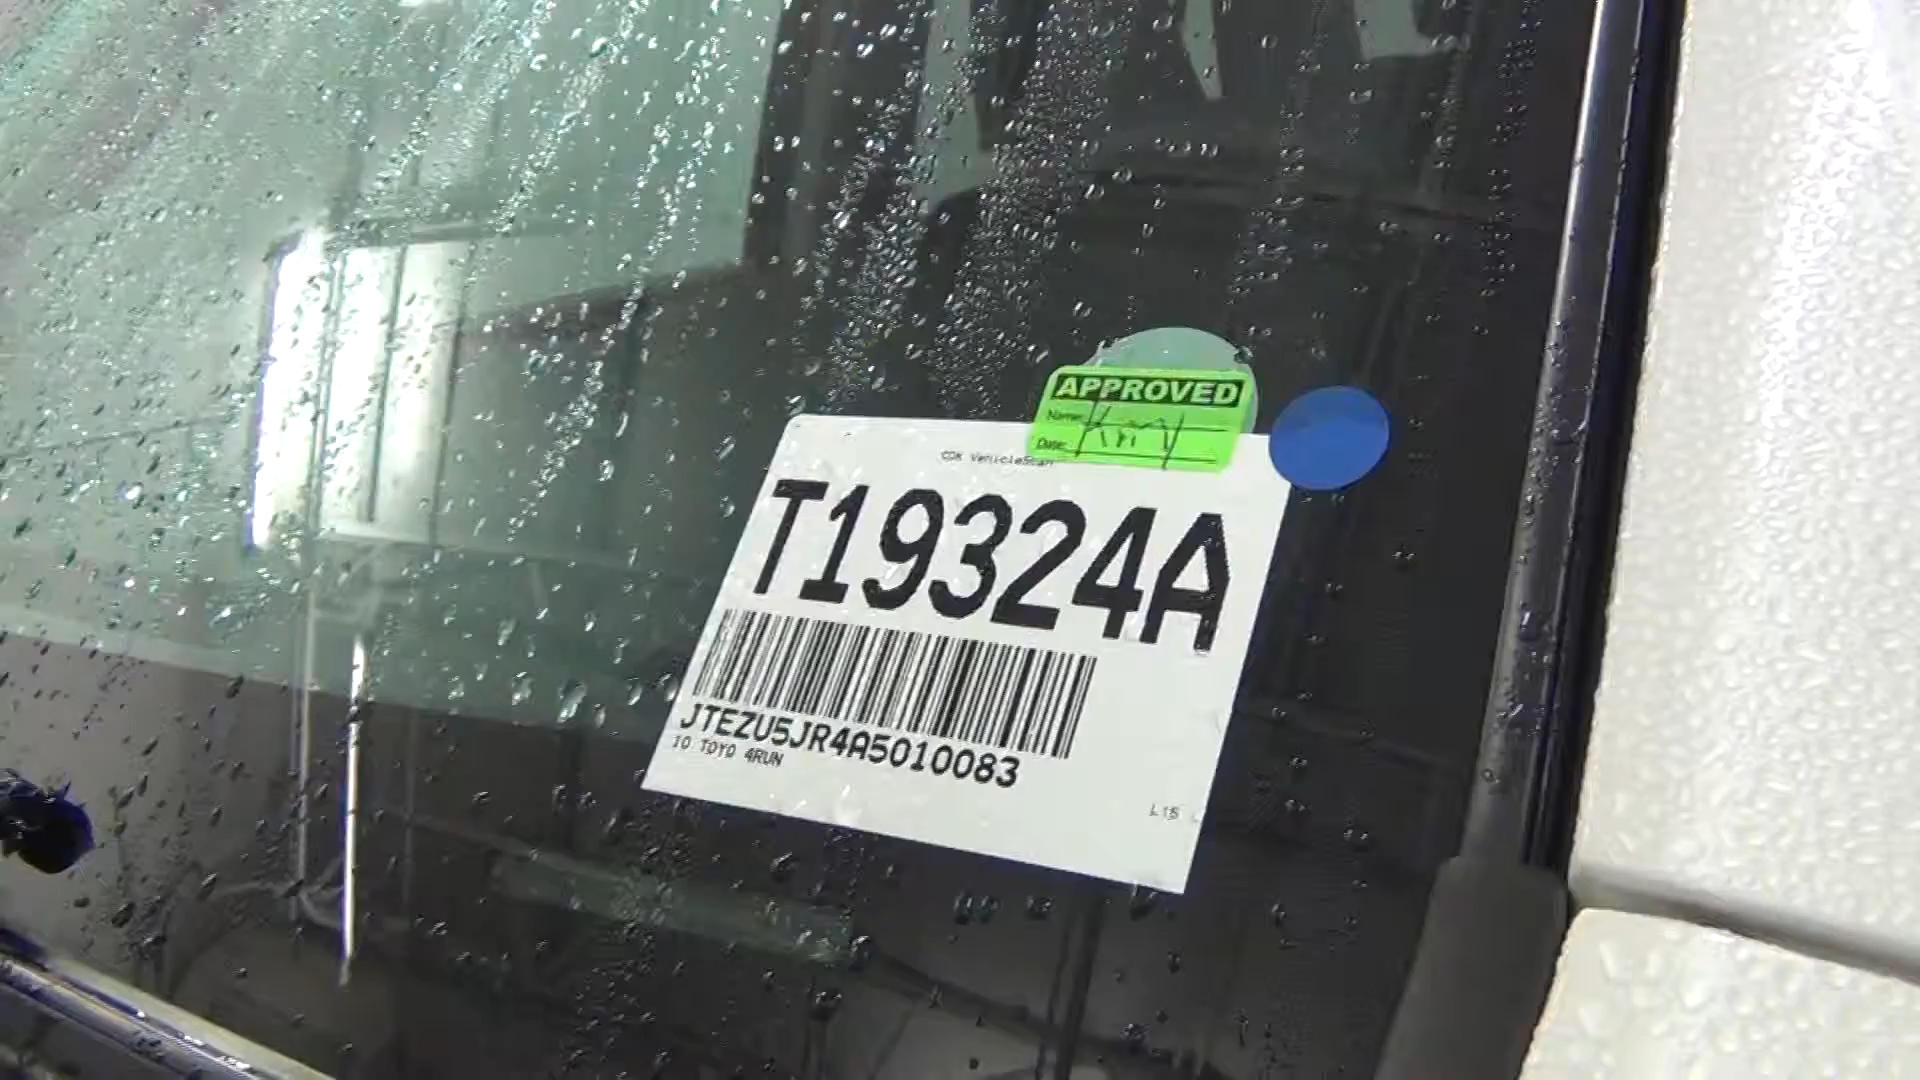 APPROVED
Name:
Date:
CDK VehicleScan
T19324A
JTEZU5JR4A5010083
10 TOYO 4RUN
L15